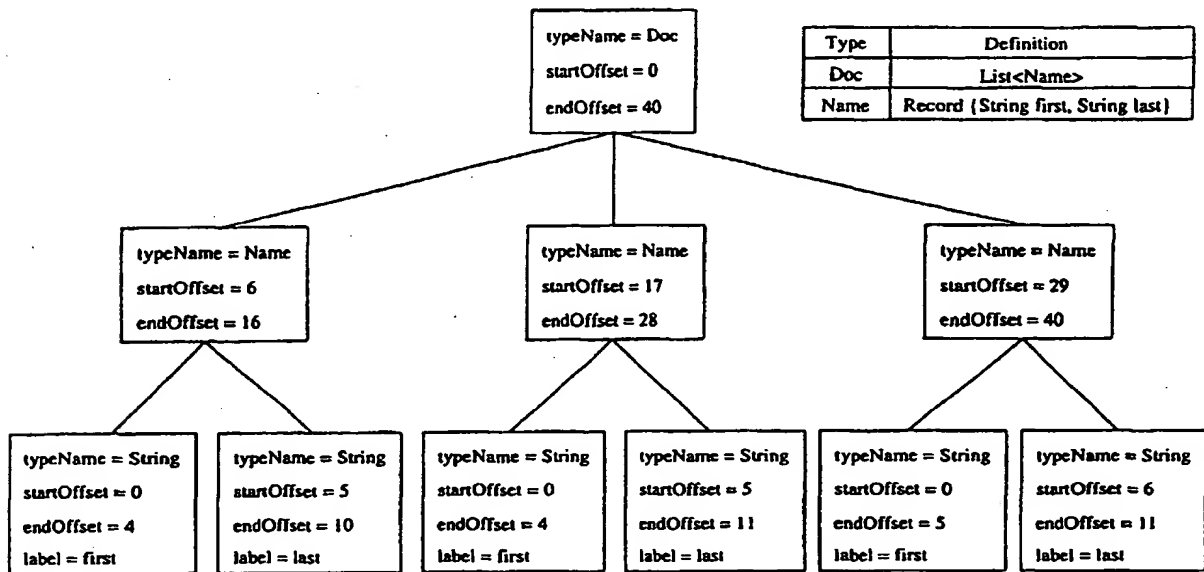 typeName = Doc
startOffset = 0
endOffset = 40
Type Definition
Doc List<Name>
Name Record {String first, String last}
typeName = Name
startOffset = 6
endOffset = 16
typeName = Name
startOffset = 17
endOffset = 28
typeName = Name
startOffset = 29
endOffset = 40
typeName = String
startOffset = 0
endOffset = 4
label = first
typeName = String
startOffset = 5
endOffset = 10
label = last
typeName = String
startOffset = 0
endOffset = 4
label = first
typeName = String
startOffset = 5
endOffset = 11
label = last
typeName = String
startOffset = 0
endOffset = 5
label = first
typeName = String
startOffset = 6
endOffset = 11
label = last